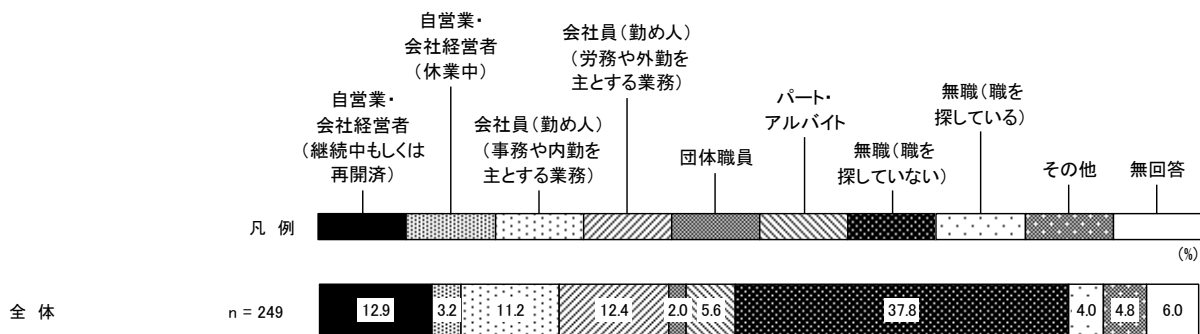 自営業・
会社経営者
（継続中もしくは
再開済）
自営業・
会社経営者
（休業中）
会社員（勤め人）
（事務や内勤を
主とする業務）
会社員（勤め人）
（労務や外勤を
主とする業務）
団体職員
パート・
アルバイト
無職（職を
探していない）
無職（職を
探している）
その他
無回答
凡 例
(%)
全 体 n = 249 12.9 3.2 11.2 12.4 2.0 5.6 37.8 4.0 4.8 6.0